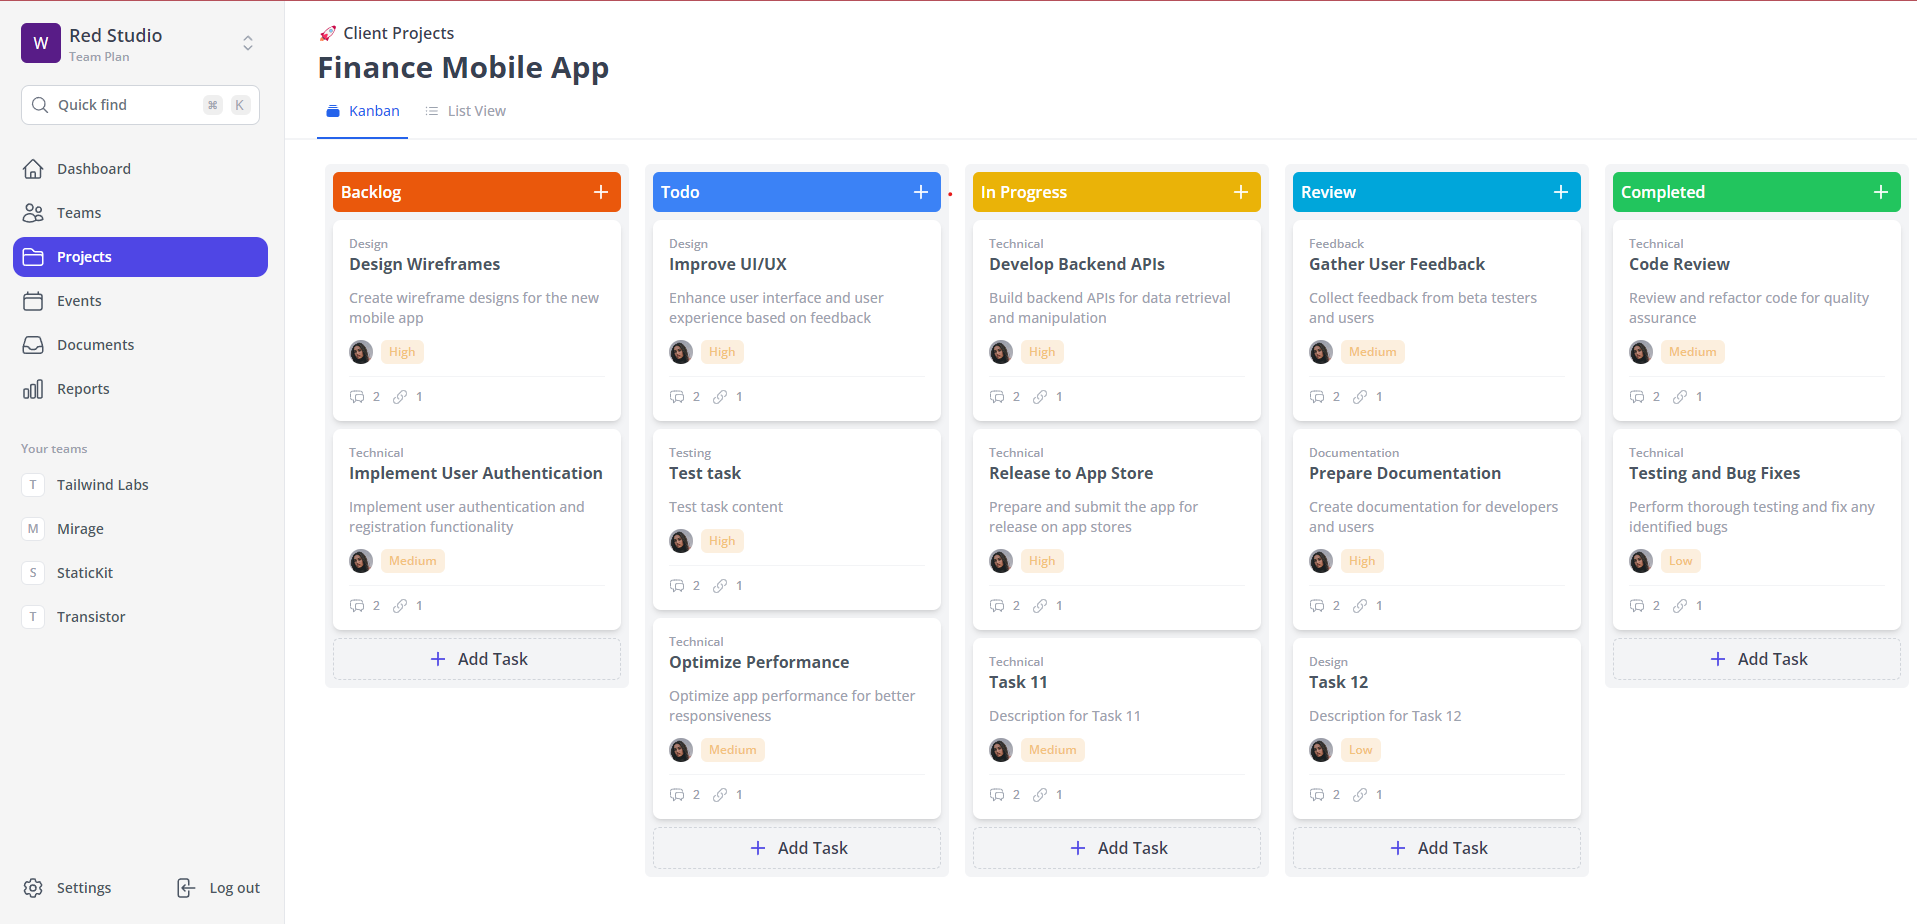 W
Red Studio
Team Plan
Quick find ⌘ K
Dashboard
Teams
Projects
Events
Documents
Reports
Your teams
T Tailwind Labs
M Mirage
S StaticKit
T Transistor
Settings
Log out
🚀 Client Projects
Finance Mobile App
Kanban
List View
Backlog
Design
Design Wireframes
Create wireframe designs for the new
mobile app
High
2 1
Technical
Implement User Authentication
Implement user authentication and
registration functionality
Medium
2 1
Add Task
Todo
Design
Improve UI/UX
Enhance user interface and user
experience based on feedback
High
2 1
Testing
Test task
Test task content
High
2 1
Technical
Optimize Performance
Optimize app performance for better
responsiveness
Medium
2 1
Add Task
In Progress
Technical
Develop Backend APIs
Build backend APIs for data retrieval
and manipulation
High
2 1
Technical
Release to App Store
Prepare and submit the app for
release on app stores
High
2 1
Technical
Task 11
Description for Task 11
Medium
2 1
Add Task
Review
Feedback
Gather User Feedback
Collect feedback from beta testers
and users
Medium
2 1
Documentation
Prepare Documentation
Create documentation for developers
and users
High
2 1
Design
Task 12
Description for Task 12
Low
2 1
Add Task
Completed
Technical
Code Review
Review and refactor code for quality
assurance
Medium
2 1
Technical
Testing and Bug Fixes
Perform thorough testing and fix any
identified bugs
Low
2 1
Add Task